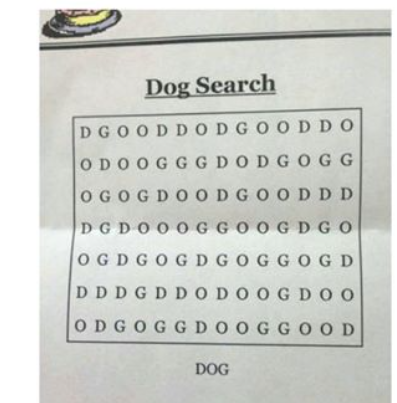 Dog Search
D G O O D D O D G O O D D O
O D O O G G G D O D G O G G
O G O G D O O D G O O D D D
D G D O O O G G O O G D G O
O G D G O G D G O G G O G D
D D D G D D O D O O G D O O
O D G O G G D O O G G O O D
DOG